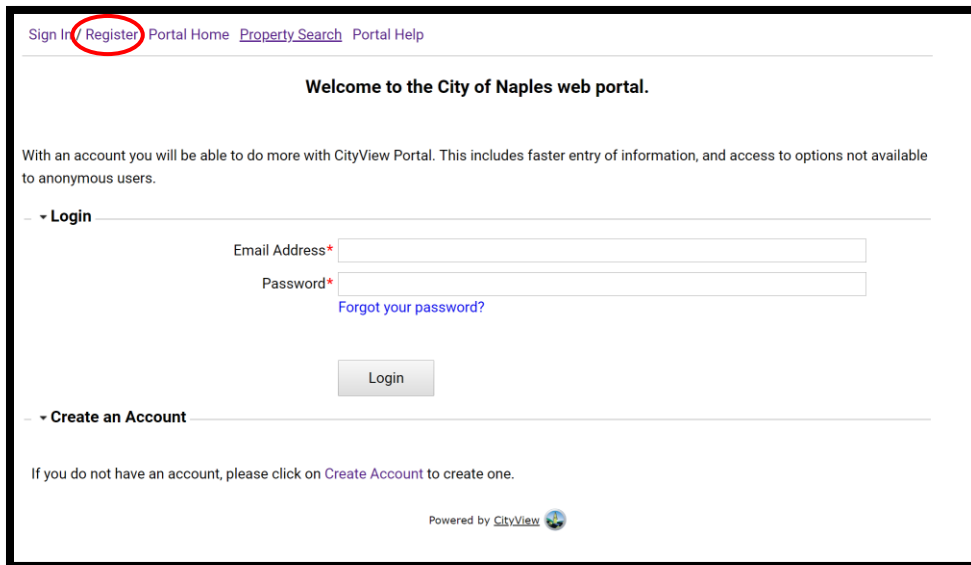 Sign In / Register Portal Home Property Search Portal Help
Welcome to the City of Naples web portal.
With an account you will be able to do more with CityView Portal. This includes faster entry of information, and access to options not available
to anonymous users.
Login
Email Address*
Password*
Forgot your password?
Login
Create an Account
If you do not have an account, please click on Create Account to create one.
Powered by CityView